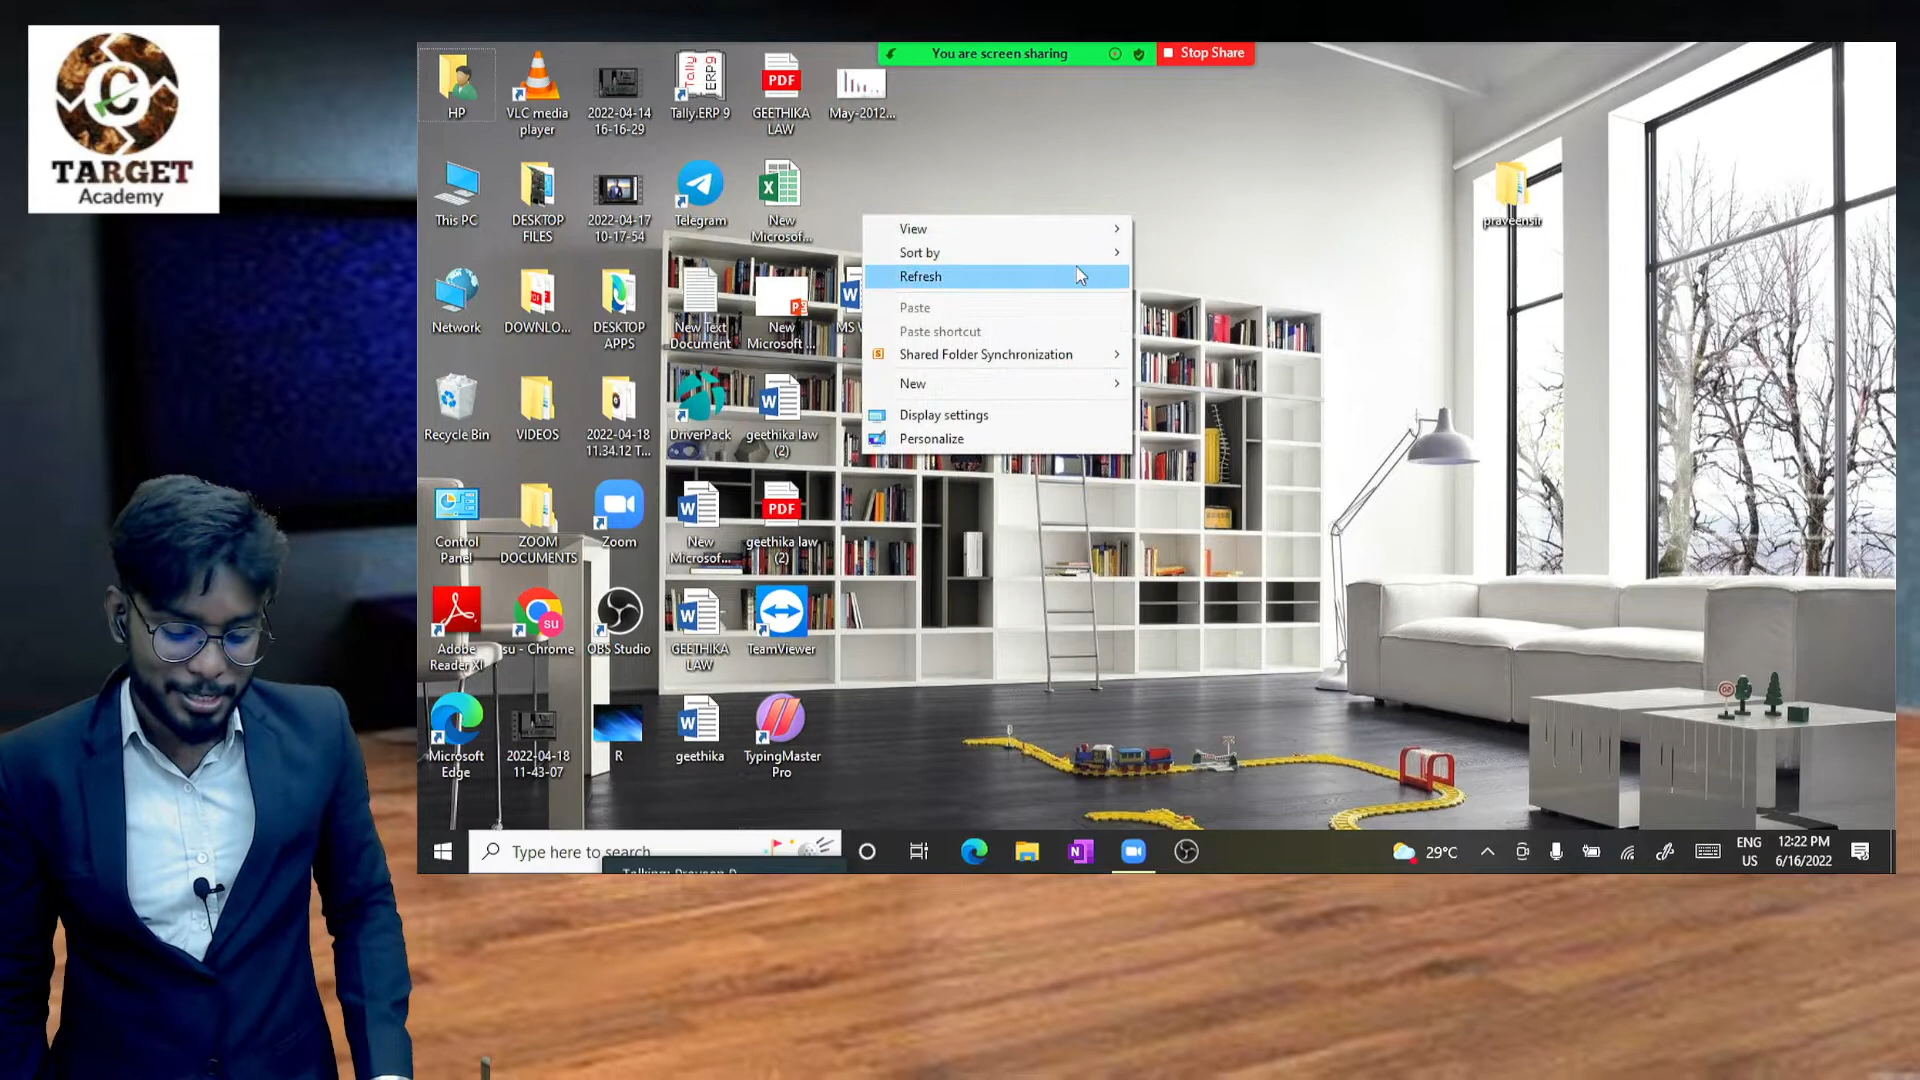 C
TARGET
Academy
You are screen sharing
Stop Share
HP
VLC media
player
2022-04-14
16-16-29
Tally
ERP9
Tally.ERP 9
PDF
GEETHIKA
LAW
May-2012...
This PC
DESKTOP
FILES
2022-04-17
10-17-54
Telegram
New
Microsof...
praveensir
Network
DOWNLO...
DESKTOP
APPS
New Text
Document
New
Microsoft ...
MS
Recycle Bin
VIDEOS
2022-04-18
11.34.12 T...
DriverPack
geethika law
(2)
Control
Panel
ZOOM
DOCUMENTS
Zoom
New
Microsof...
PDF
geethika law
(2)
Adobe
Reader XI
su
su - Chrome
OBS Studio
GEETHIKA
LAW
TeamViewer
Microsoft
Edge
2022-04-18
11-43-07
R
geethika
TypingMaster
Pro
View
Sort by
Refresh
Paste
Paste shortcut
Shared Folder Synchronization
New
Display settings
Personalize
Type here to search
29°C
ENG
US
12:22 PM
6/16/2022